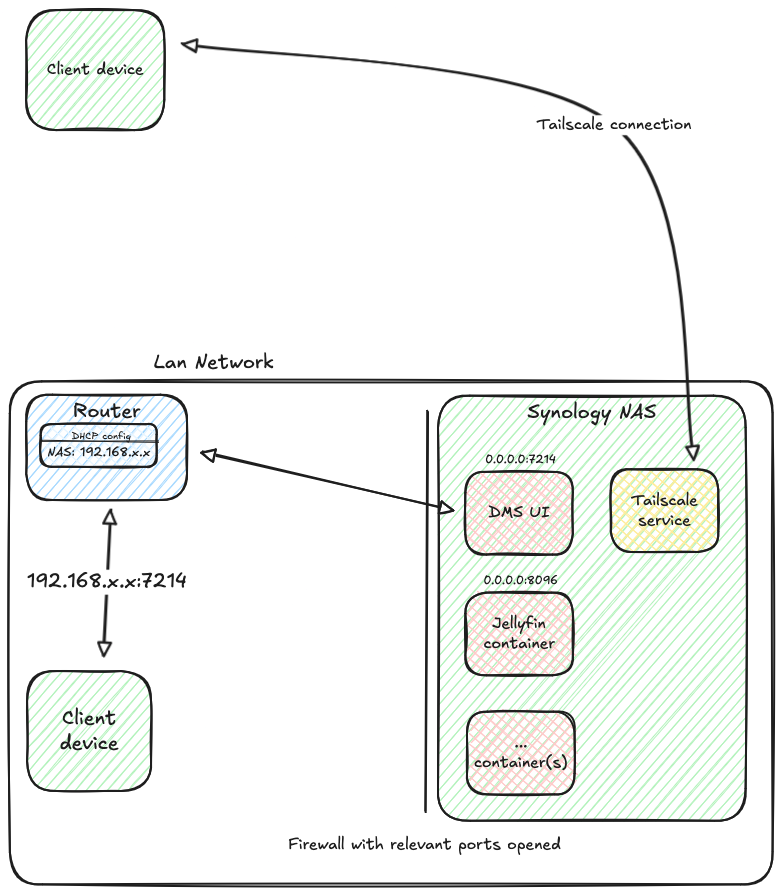 Client device
Tailscale connection
Lan Network
Router
DHCP config
NAS: 192.168.x.x
Synology NAS
0.0.0.0:7214
DMS UI
Tailscale
service
0.0.0.0:8096
Jellyfin
container
192.168.x.x:7214
Client
device
...
container(s)
Firewall with relevant ports opened